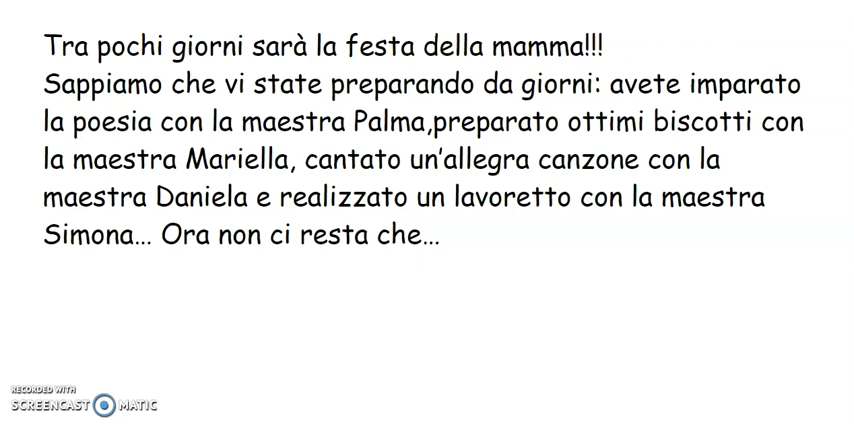 Tra pochi giorni sarà la festa della mamma!!!
Sappiamo che vi state preparando da giorni: avete imparato
la poesia con la maestra Palma,preparato ottimi biscotti con
la maestra Mariella, cantato un'allegra canzone con la
maestra Daniela e realizzato un lavoretto con la maestra
Simona... Ora non ci resta che...
RECORDED WITH
SCREENCAST MATIC